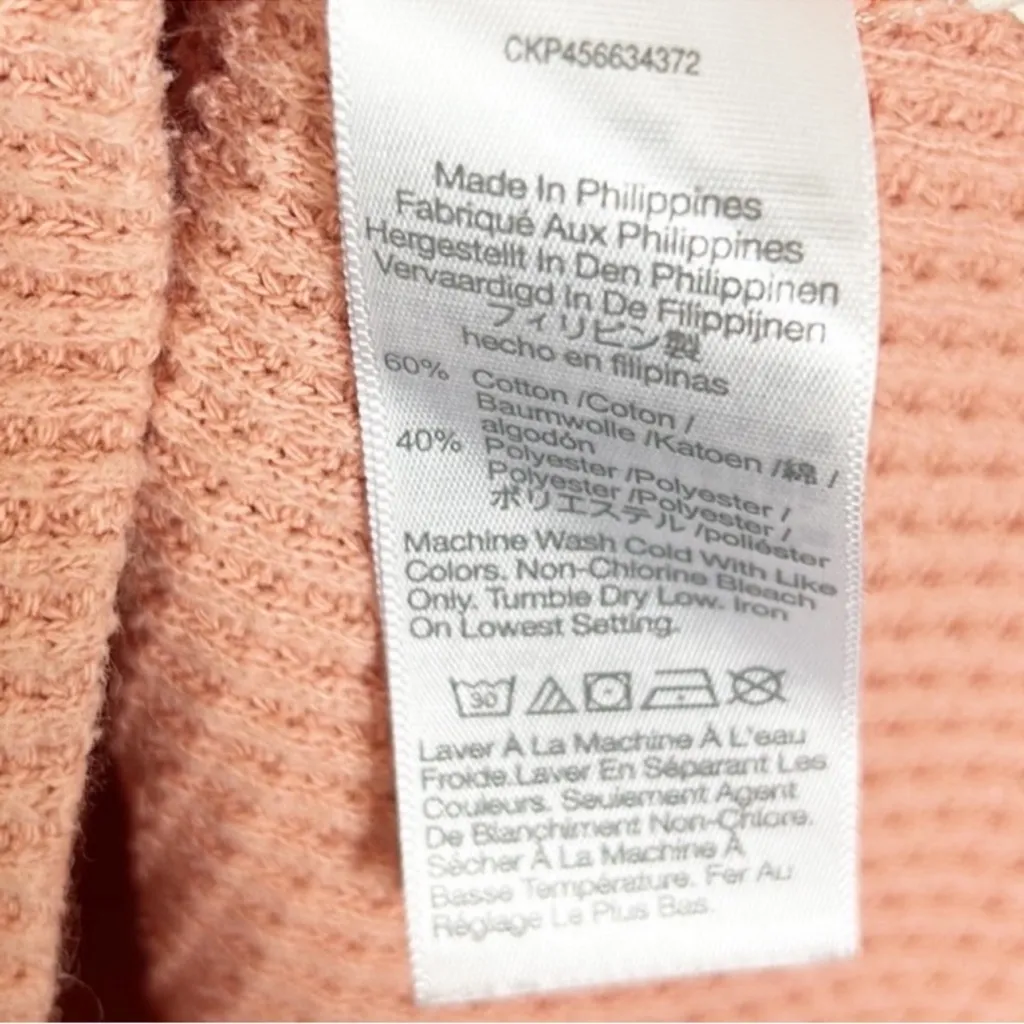 CKP456634372
Made In Philippines
Fabriqué Aux Philippines
Hergestellt In Den Philippinen
Vervaardigd In De Filippijnen
フィリピン製
hecho en filipinas
60% Cotton /Coton /
Baumwolle /Katoen /綿 /
algodón
40% Polyester /Polyester /
Polyester /Polyester /
ポリエステル /poliéster
Machine Wash Cold With Like
Colors. Non-Chlorine Bleach
Only. Tumble Dry Low. Iron
On Lowest Setting.
30
Laver À La Machine À L'eau
Froide.Laver En Séparant Les
Couleurs. Seulement Agent
De Blanchiment Non-Chlore.
Sécher À La Machine À
Basse Température. Fer Au
Réglage Le Plus Bas.